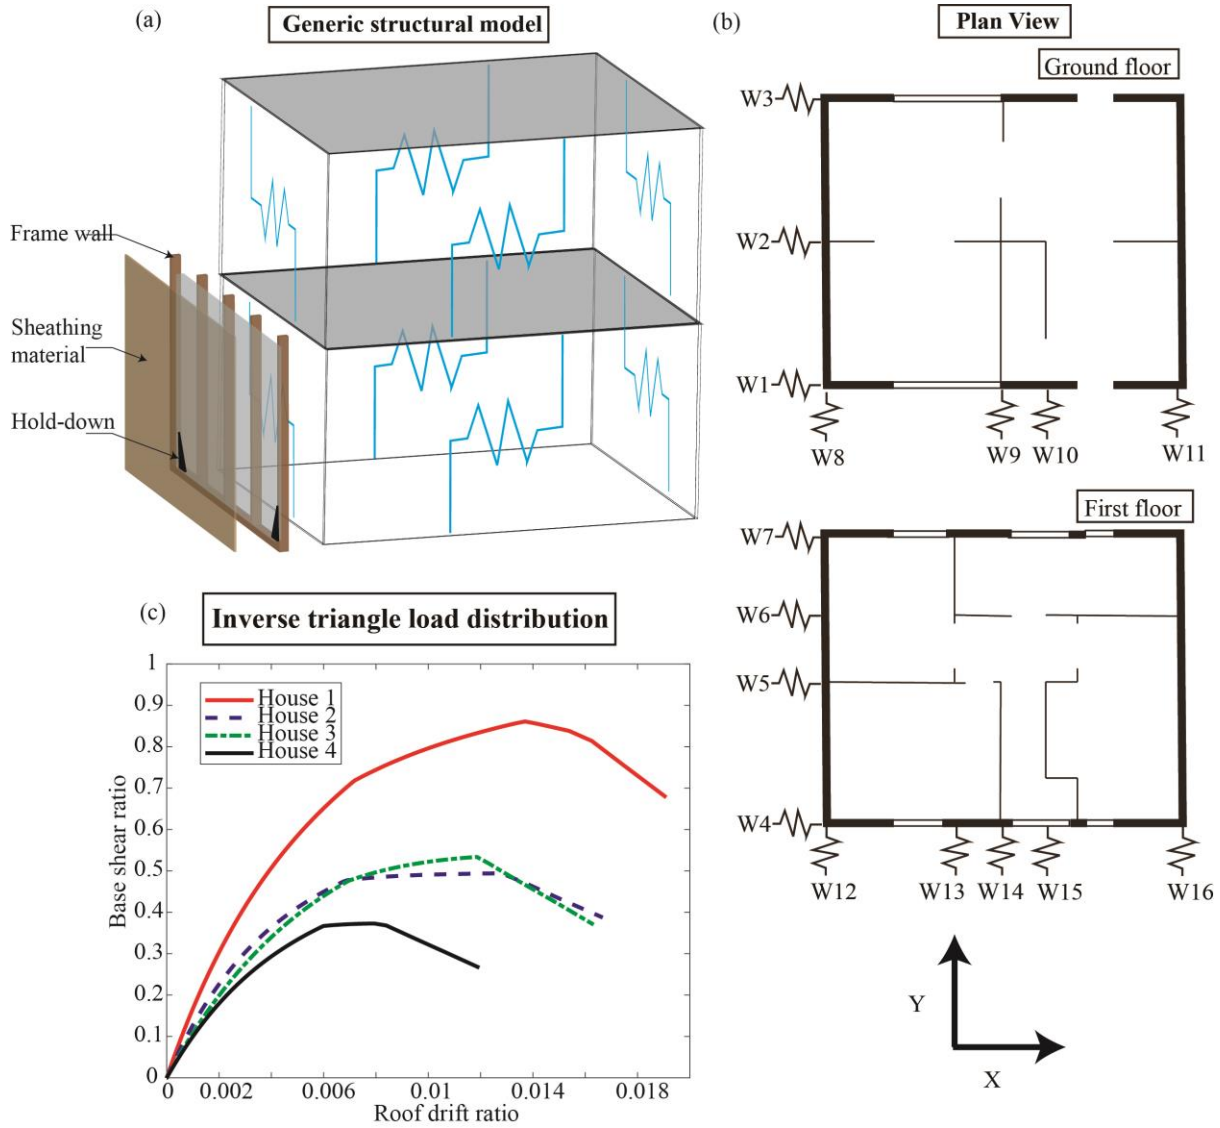 (a)
Generic structural model
Frame wall
Sheathing
material
Hold-down
(b)
Plan View
Ground floor
W3
W2
W1
W8
W9
W10
W11
First floor
W7
W6
W5
W4
W12
W13
W14
W15
W16
Y
X
(c)
Inverse triangle load distribution
House 1
House 2
House 3
House 4
Base shear ratio
1
0.9
0.8
0.7
0.6
0.5
0.4
0.3
0.2
0.1
0
0
0.002
0.006
0.01
0.014
0.018
Roof drift ratio